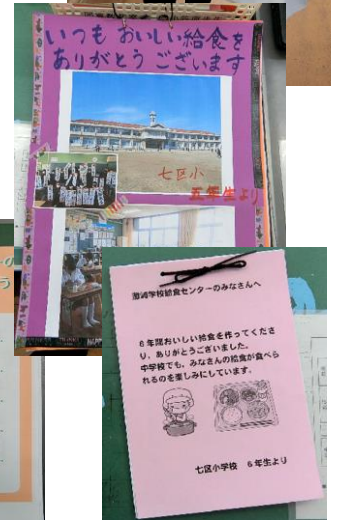 いつも おいしい給食を
ありがとう ございます
七区小
五年生より
学校給食センターのみなさんへ
6年間おいしい給食を作ってくださ
り、ありがとうございました。
中学校でも、みなさんの給食が食べら
れるのを楽しみにしています。
七区小学校 6年生より